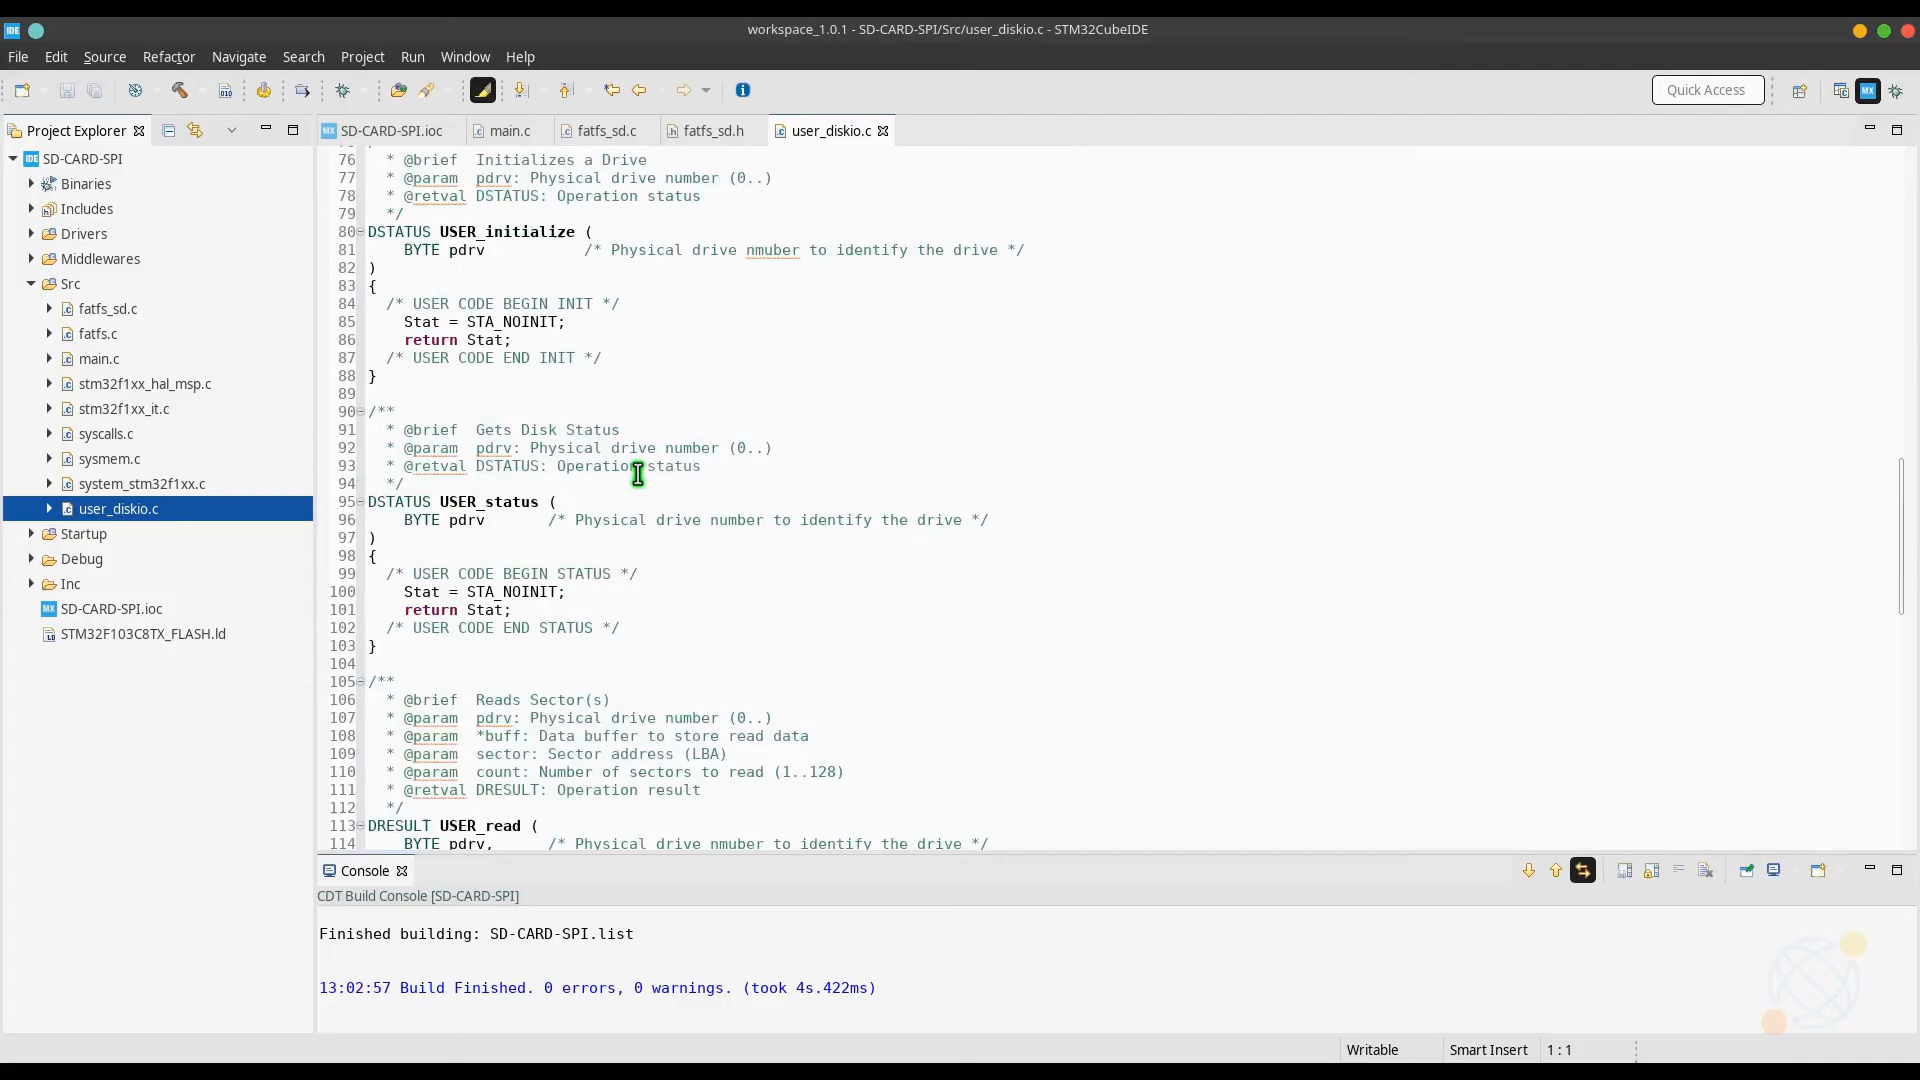 IDE
workspace_1.0.1 - SD-CARD-SPI/Src/user_diskio.c - STM32CubeIDE
File Edit Source Refactor Navigate Search Project Run Window Help
Quick Access
MX
Project Explorer
IDE SD-CARD-SPI
Binaries
Includes
Drivers
Middlewares
Src
fatfs_sd.c
fatfs.c
main.c
stm32f1xx_hal_msp.c
stm32f1xx_it.c
syscalls.c
sysmem.c
system_stm32f1xx.c
user_diskio.c
Startup
Debug
Inc
MX SD-CARD-SPI.ioc
STM32F103C8TX_FLASH.ld
MX SD-CARD-SPI.ioc main.c fatfs_sd.c fatfs_sd.h user_diskio.c
76 * @brief  Initializes a Drive
77 * @param  pdrv: Physical drive number (0..)
78 * @retval DSTATUS: Operation status
79 */
80 DSTATUS USER_initialize (
81 BYTE pdrv /* Physical drive nmuber to identify the drive */
82 )
83 {
84 /* USER CODE BEGIN INIT */
85 Stat = STA_NOINIT;
86 return Stat;
87 /* USER CODE END INIT */
88 }
89
90 /**
91 * @brief  Gets Disk Status
92 * @param  pdrv: Physical drive number (0..)
93 * @retval DSTATUS: Operation status
94 */
95 DSTATUS USER_status (
96 BYTE pdrv /* Physical drive number to identify the drive */
97 )
98 {
99 /* USER CODE BEGIN STATUS */
100 Stat = STA_NOINIT;
101 return Stat;
102 /* USER CODE END STATUS */
103 }
104
105 /**
106 * @brief  Reads Sector(s)
107 * @param  pdrv: Physical drive number (0..)
108 * @param  *buff: Data buffer to store read data
109 * @param  sector: Sector address (LBA)
110 * @param  count: Number of sectors to read (1..128)
111 * @retval DRESULT: Operation result
112 */
113 DRESULT USER_read (
114 BYTE pdrv, /* Physical drive nmuber to identify the drive */
Console
CDT Build Console [SD-CARD-SPI]
Finished building: SD-CARD-SPI.list
13:02:57 Build Finished. 0 errors, 0 warnings. (took 4s.422ms)
Writable Smart Insert 1 : 1